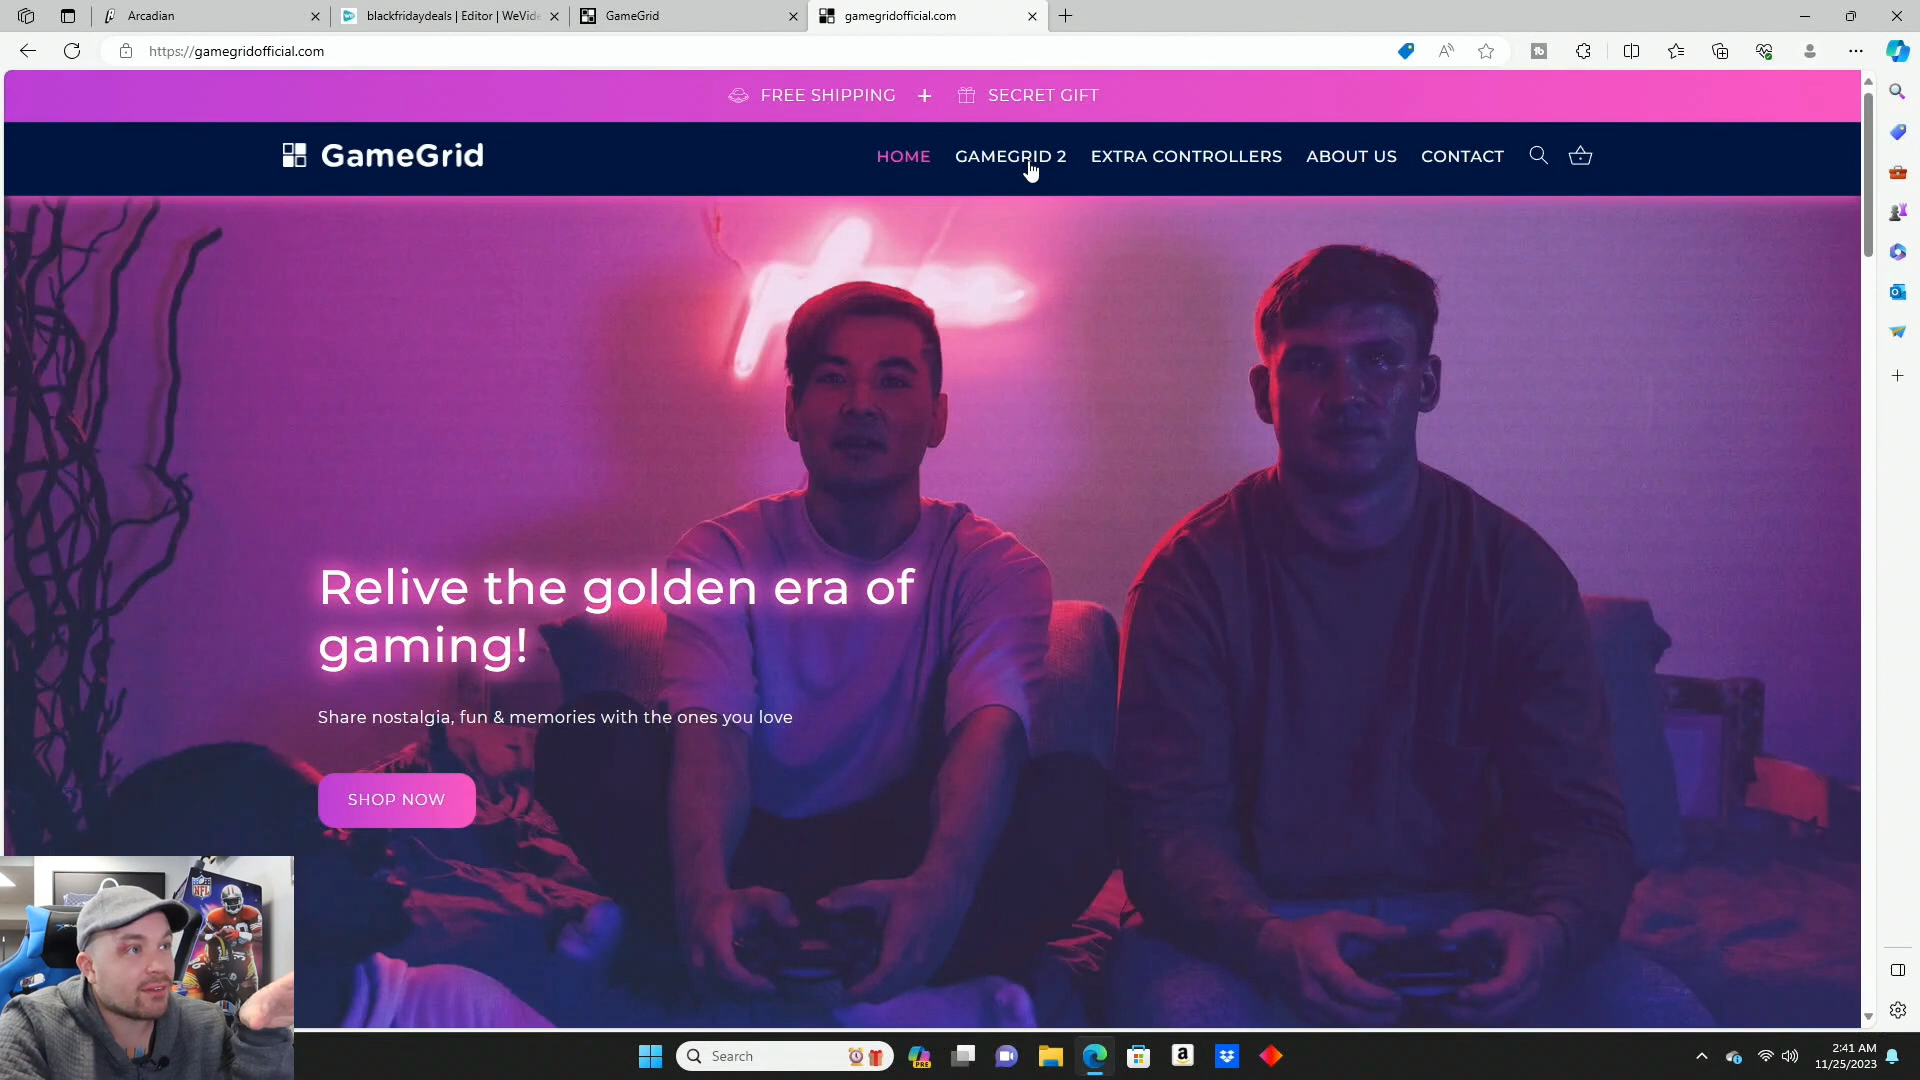 Arcadian
blackfridaydeals | Editor | WeVide
GameGrid
gamegridofficial.com
https://gamegridofficial.com
FREE SHIPPING + SECRET GIFT
GameGrid
HOME GAMEGRID 2 EXTRA CONTROLLERS ABOUT US CONTACT
Relive the golden era of
gaming!
Share nostalgia, fun & memories with the ones you love
SHOP NOW
NFL
Search
PRE
2:41 AM
11/25/2023